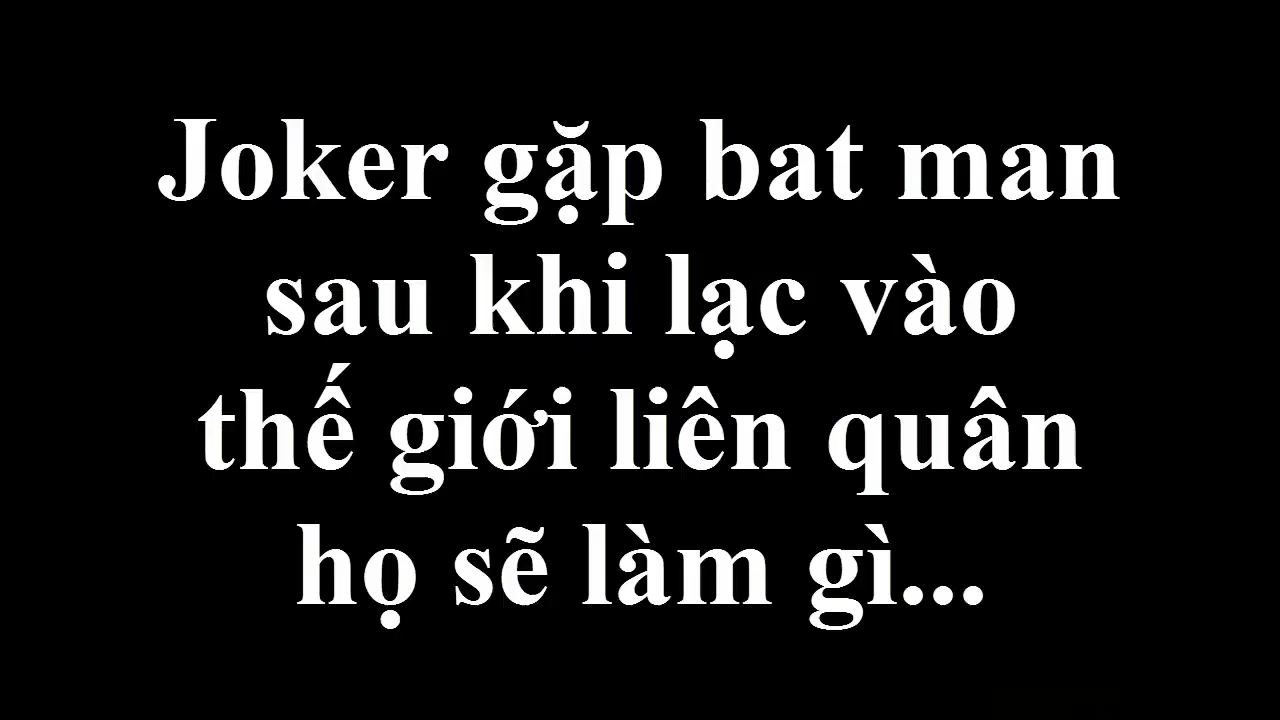 Joker gặp bat man
sau khi lạc vào
thế giới liên quân
họ sẽ làm gì...